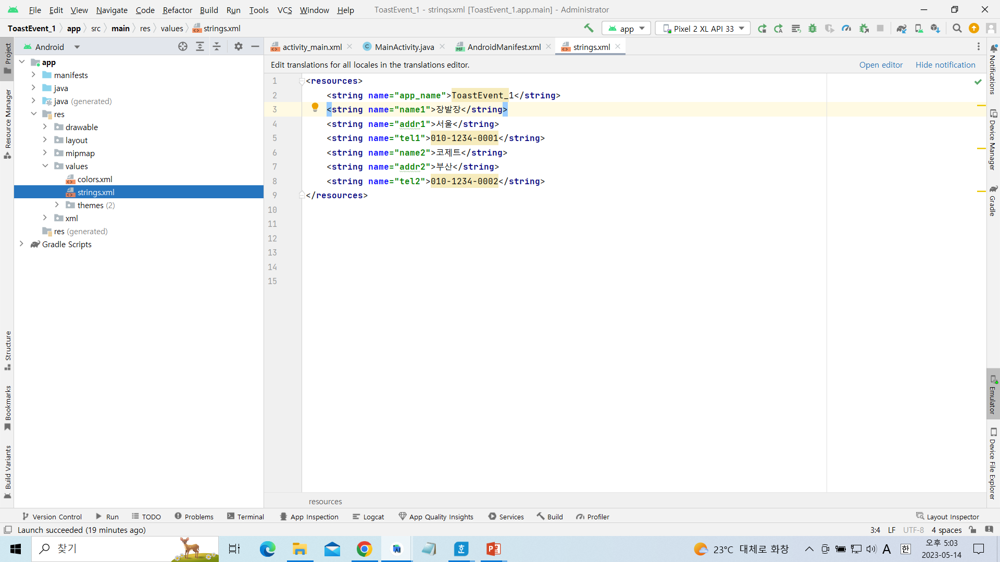 File Edit View Navigate Code Refactor Build Run Tools VCS Window Help ToastEvent_1 - strings.xml [ToastEvent_1.app.main] - Administrator
ToastEvent_1 app src main res values strings.xml app Pixel 2 XL API 33
Android
activity_main.xml MainActivity.java AndroidManifest.xml strings.xml
Edit translations for all locales in the translations editor. Open editor Hide notification
Project
Resource Manager
Structure
Bookmarks
Build Variants
app
manifests
java
java (generated)
res
drawable
layout
mipmap
values
colors.xml
strings.xml
themes (2)
xml
res (generated)
Gradle Scripts
1 <resources>
2 <string name="app_name">ToastEvent_1</string>
3 <string name="name1">장발장</string>
4 <string name="addr1">서울</string>
5 <string name="tel1">010-1234-0001</string>
6 <string name="name2">코제트</string>
7 <string name="addr2">부산</string>
8 <string name="tel2">010-1234-0002</string>
9 </resources>
10
11
12
13
14
15
resources
Notifications
Device Manager
Gradle
Emulator
Device File Explorer
Version Control Run TODO Problems Terminal App Inspection Logcat App Quality Insights Services Build Profiler Layout Inspector
Launch succeeded (19 minutes ago) 3:4 LF UTF-8 4 spaces
찾기 23°C 대체로 화창 A 한 오후 5:03
2023-05-14